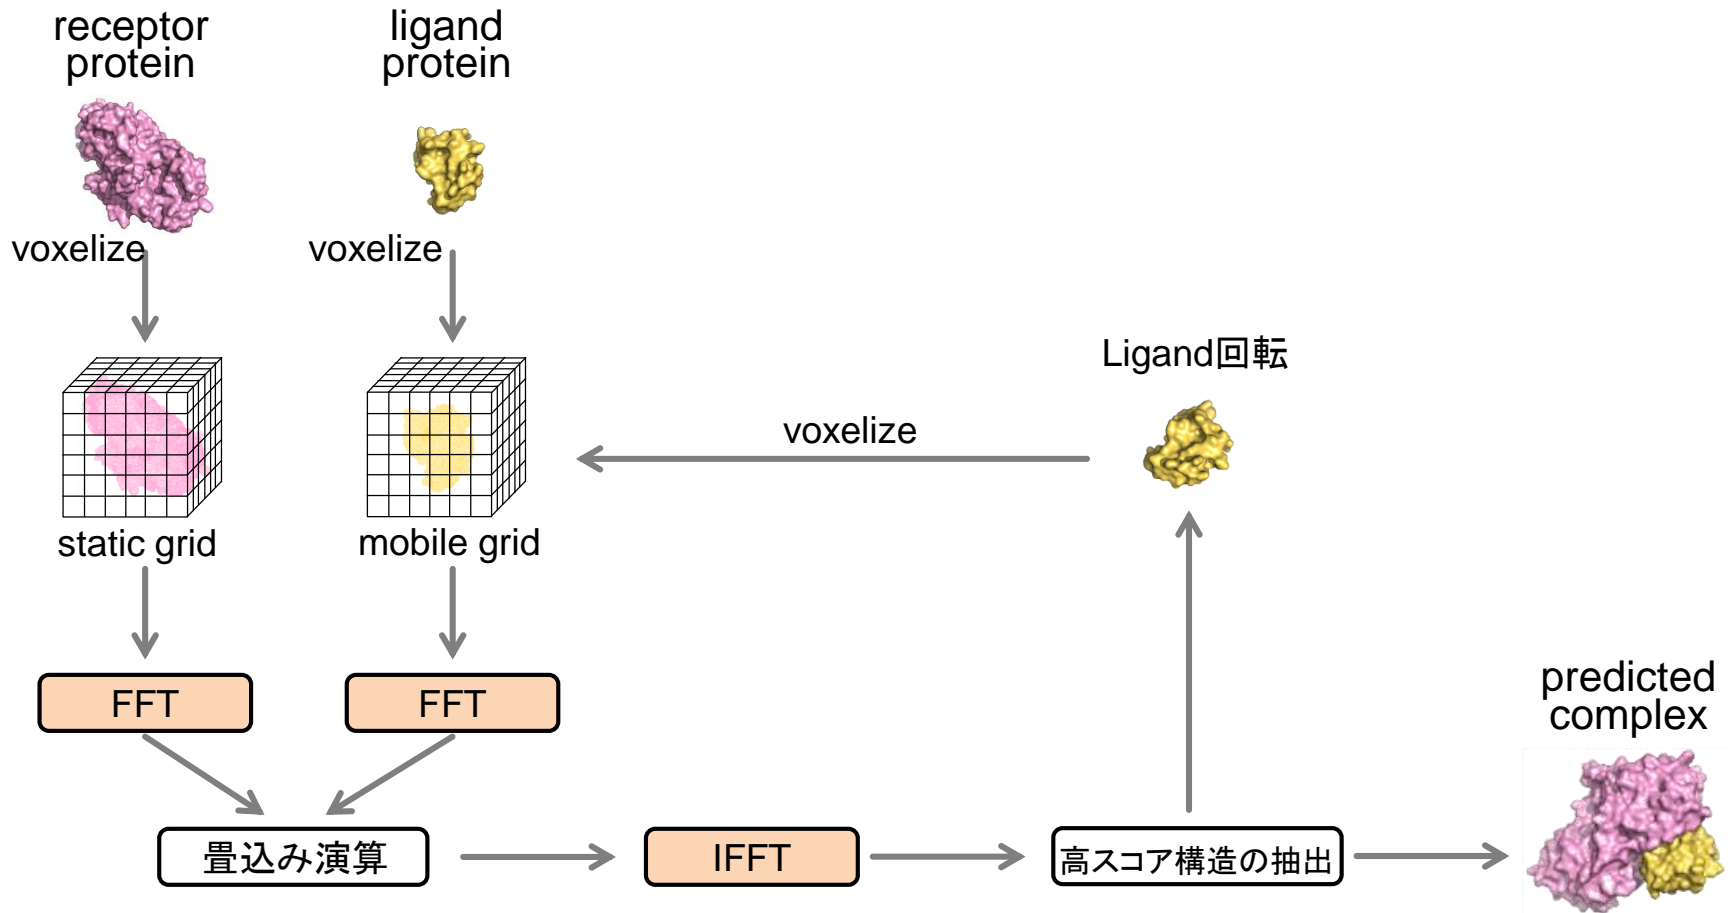 receptor
protein
ligand
protein
voxelize
voxelize
Ligand回転
voxelize
static grid
mobile grid
FFT
FFT
predicted
complex
畳込み演算
IFFT
高スコア構造の抽出